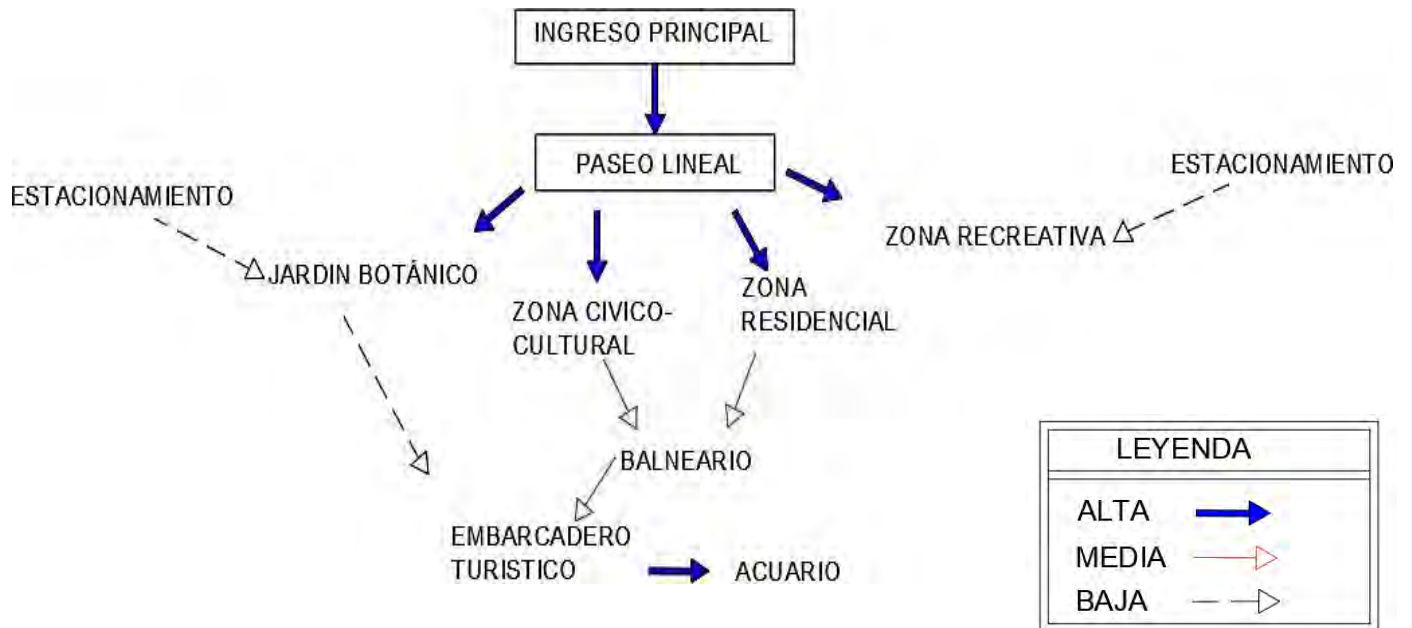 INGRESO PRINCIPAL
PASEO LINEAL
ESTACIONAMIENTO
ESTACIONAMIENTO
ZONA RECREATIVA
JARDIN BOTÁNICO
ZONA CIVICO-
CULTURAL
ZONA
RESIDENCIAL
BALNEARIO
EMBARCADERO
TURISTICO
ACUARIO
LEYENDA
ALTA
MEDIA
BAJA